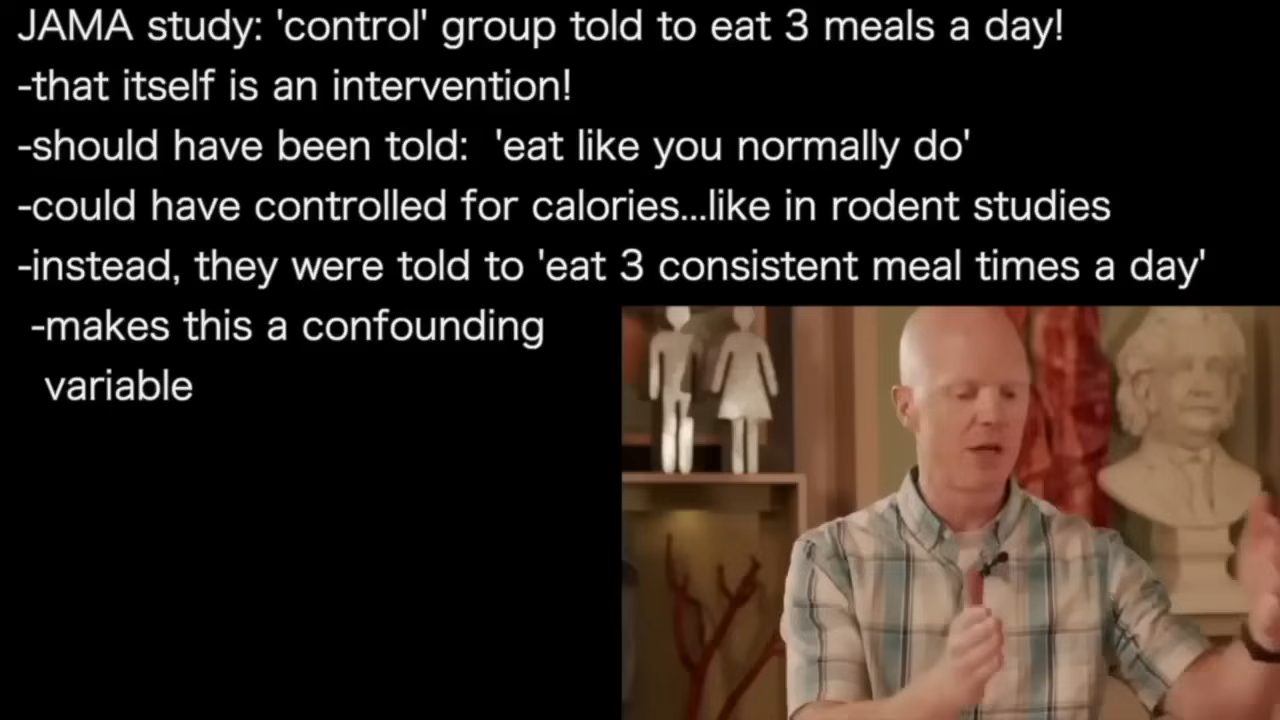 JAMA study: 'control' group told to eat 3 meals a day!
-that itself is an intervention!
-should have been told:  'eat like you normally do'
-could have controlled for calories...like in rodent studies
-instead, they were told to 'eat 3 consistent meal times a day'
-makes this a confounding
variable